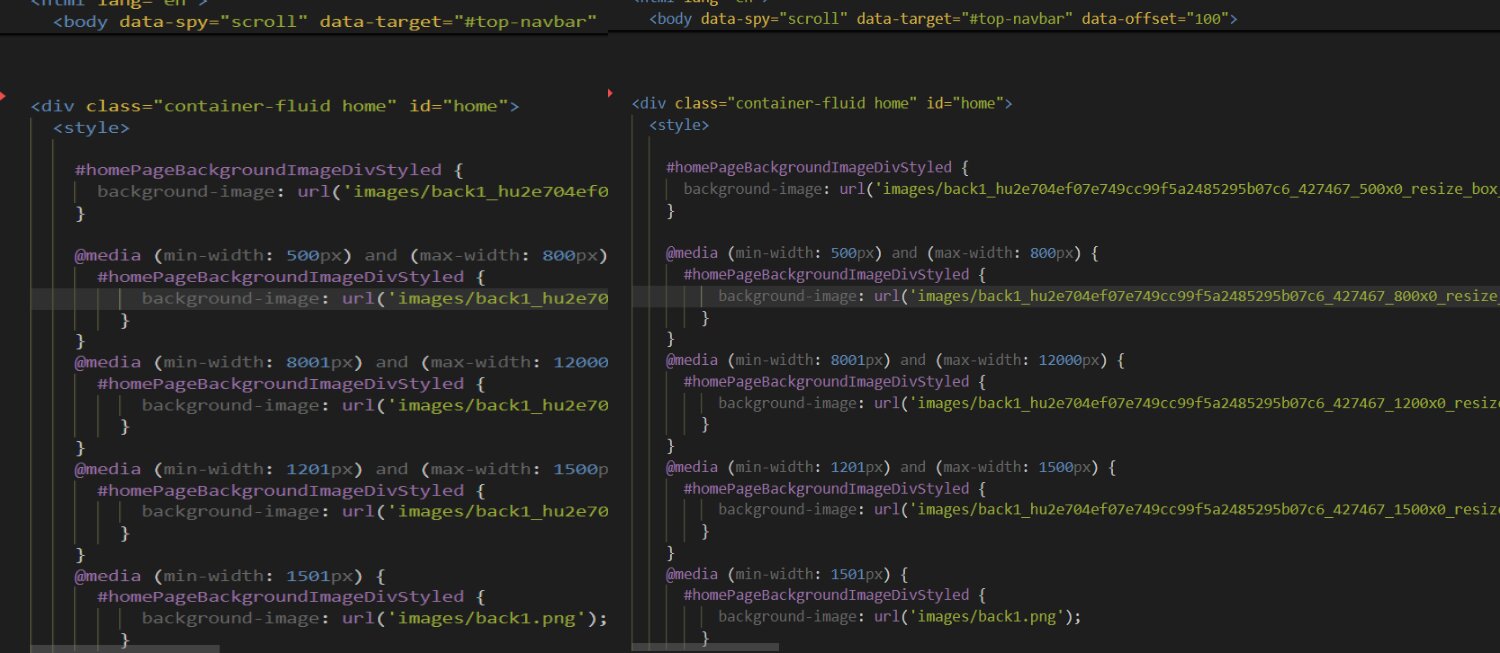 <html lang="en">
<body data-spy="scroll" data-target="#top-navbar"
<div class="container-fluid home" id="home">
<style>
#homePageBackgroundImageDivStyled {
background-image: url('images/back1_hu2e704ef0
}
@media (min-width: 500px) and (max-width: 800px)
#homePageBackgroundImageDivStyled {
background-image: url('images/back1_hu2e70
}
}
@media (min-width: 8001px) and (max-width: 12000
#homePageBackgroundImageDivStyled {
background-image: url('images/back1_hu2e70
}
}
@media (min-width: 1201px) and (max-width: 1500p
#homePageBackgroundImageDivStyled {
background-image: url('images/back1_hu2e70
}
}
@media (min-width: 1501px) {
#homePageBackgroundImageDivStyled {
background-image: url('images/back1.png');
}
<html lang="en">
<body data-spy="scroll" data-target="#top-navbar" data-offset="100">
<div class="container-fluid home" id="home">
<style>
#homePageBackgroundImageDivStyled {
background-image: url('images/back1_hu2e704ef07e749cc99f5a2485295b07c6_427467_500x0_resize_box_
}
@media (min-width: 500px) and (max-width: 800px) {
#homePageBackgroundImageDivStyled {
background-image: url('images/back1_hu2e704ef07e749cc99f5a2485295b07c6_427467_800x0_resize_
}
}
@media (min-width: 8001px) and (max-width: 12000px) {
#homePageBackgroundImageDivStyled {
background-image: url('images/back1_hu2e704ef07e749cc99f5a2485295b07c6_427467_1200x0_resize
}
}
@media (min-width: 1201px) and (max-width: 1500px) {
#homePageBackgroundImageDivStyled {
background-image: url('images/back1_hu2e704ef07e749cc99f5a2485295b07c6_427467_1500x0_resize
}
}
@media (min-width: 1501px) {
#homePageBackgroundImageDivStyled {
background-image: url('images/back1.png');
}